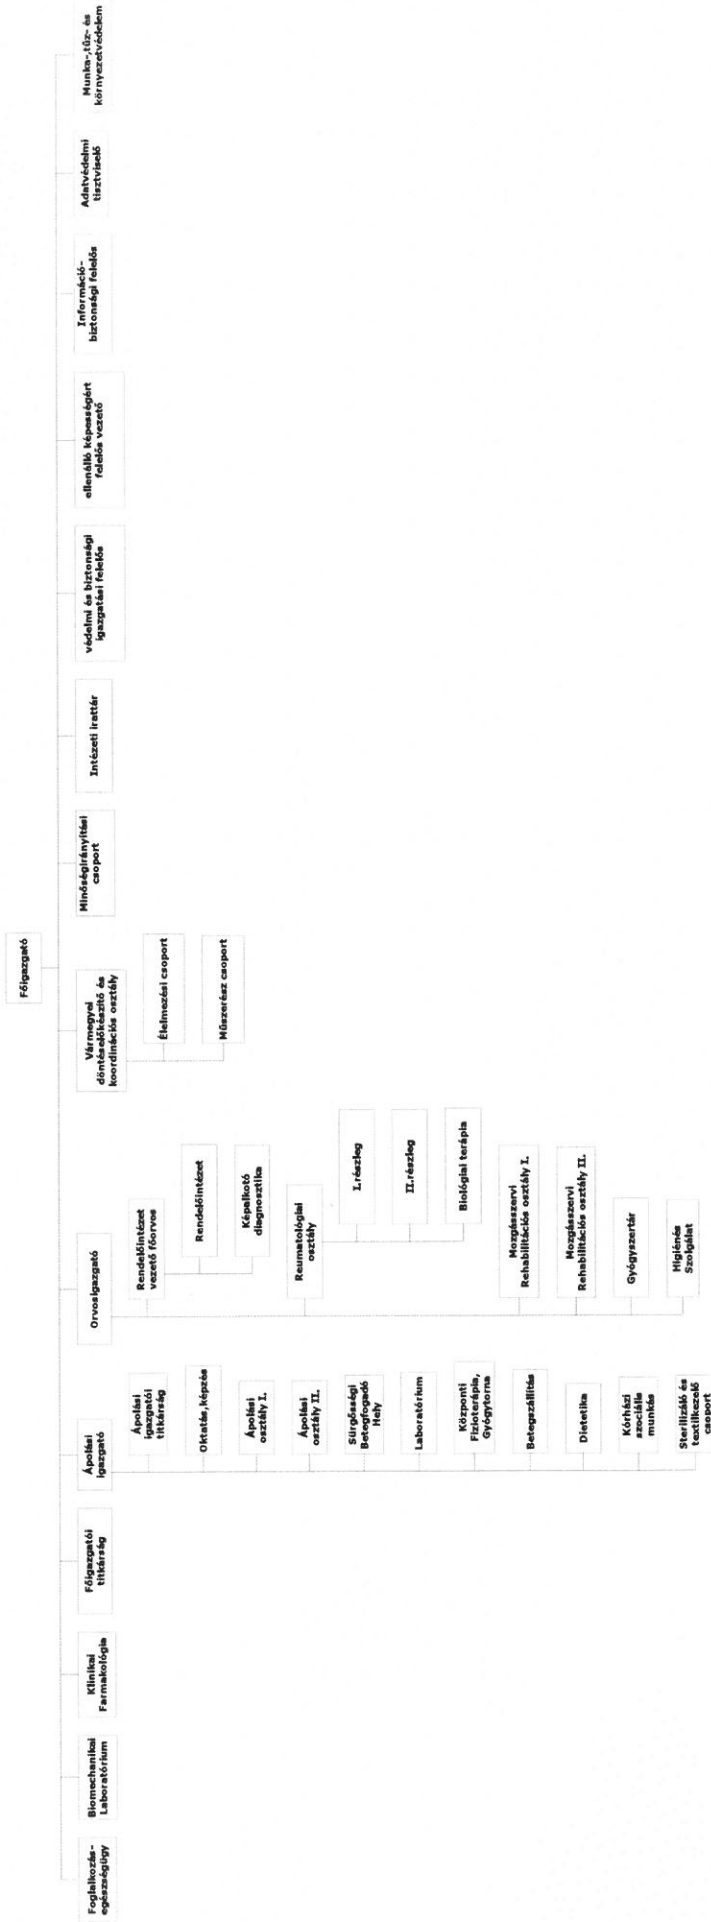 Főigazgató
Foglalkozás-
egészségügy
Biomechanikai
Laboratórium
Klinikai
Farmakológia
Főigazgatói
titkárság
Ápolási
igazgató
Ápolási
igazgatói
titkárság
Oktatás,képzés
Ápolási
osztály I.
Ápolási
osztály II.
Sürgősségi
Betegfogadó
Hely
Laboratórium
Központi
Fizioterápia,
Gyógytorna
Betegszállítás
Dietetika
Kórházi
szociális
munkás
Sterilizáló és
textilkezelő
csoport
Orvosigazgató
Rendelőintézet
vezető főorvos
Rendelőintézet
Képalkotó
diagnosztika
Reumatológiai
osztály
I.részleg
II.részleg
Biológiai terápia
Mozgásszervi
Rehabilitációs osztály I.
Mozgásszervi
Rehabilitációs osztály II.
Gyógyszertár
Higiénés
Szolgálat
Vármegyei
döntéselőkészítő és
koordinációs osztály
Élelmezési csoport
Műszerész csoport
Minőségirányítási
csoport
Intézeti irattár
védelmi és biztonsági
igazgatási felelős
ellenálló képességért
felelős vezető
Információ-
biztonsági felelős
Adatvédelmi
tisztviselő
Munka-,tűz- és
környezetvédelem